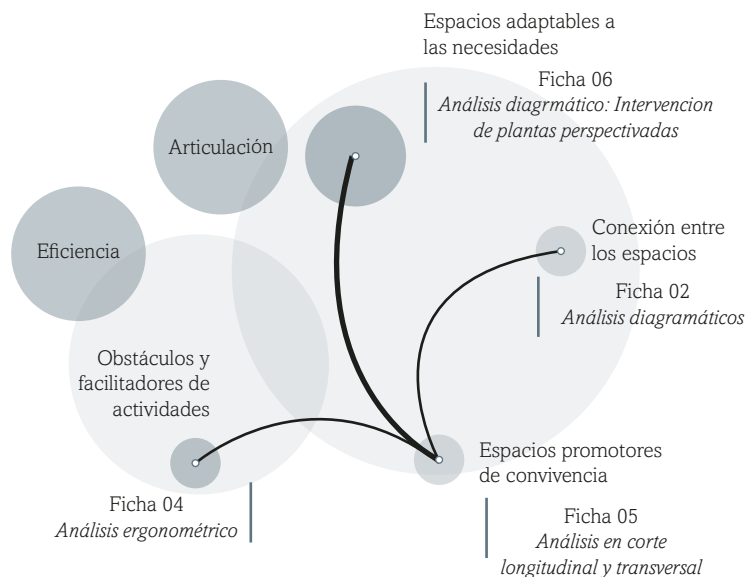 Espacios adaptables a
las necesidades
Ficha 06
Análisis diagrmático: Intervencion
de plantas perspectivadas
Articulación
Eficiencia
Conexión entre
los espacios
Ficha 02
Análisis diagramáticos
Obstáculos y
facilitadores de
actividades
Ficha 04
Análisis ergonométrico
Espacios promotores
de convivencia
Ficha 05
Análisis en corte
longitudinal y transversal